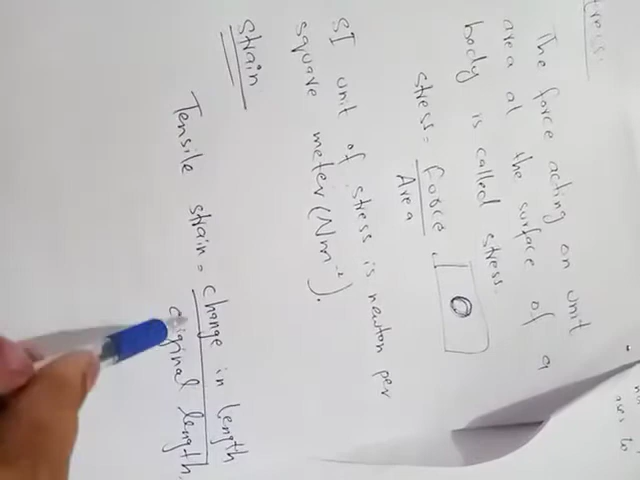 Stress:
The force acting on unit
area at the surface of a
body is called stress.
Stress = Force
Area
SI unit of stress is newton per
square meter (Nm⁻²).
Strain
Tensile strain = change in length
original length